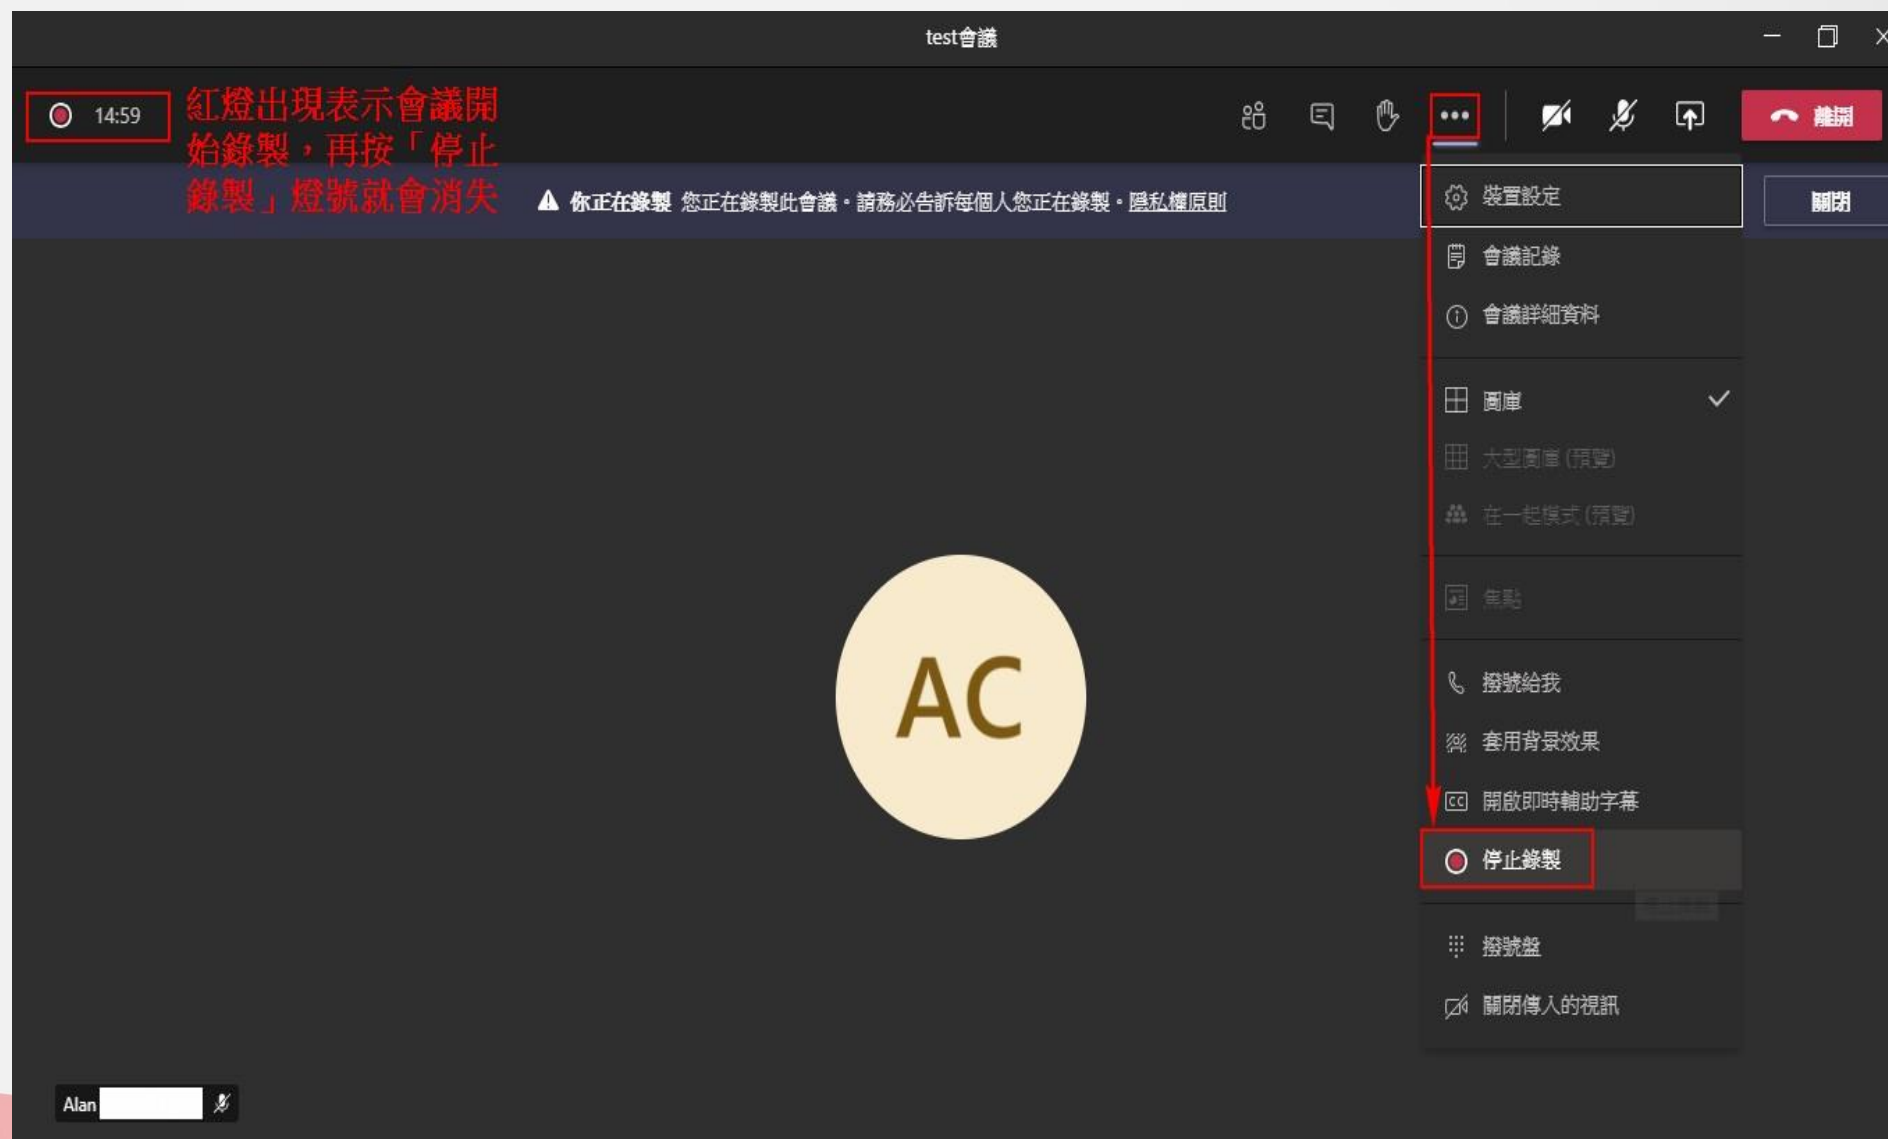 test會議
14:59
紅燈出現表示會議開
始錄製，再按「停止
錄製」燈號就會消失
離開
你正在錄製 您正在錄製此會議。請務必告訴每個人您正在錄製。隱私權原則
關閉
裝置設定
會議記錄
會議詳細資料
圖庫
大型圖庫 (預覽)
在一起模式 (預覽)
焦點
撥號給我
套用背景效果
CC 開啟即時輔助字幕
停止錄製
撥號盤
關閉傳入的視訊
AC
Alan